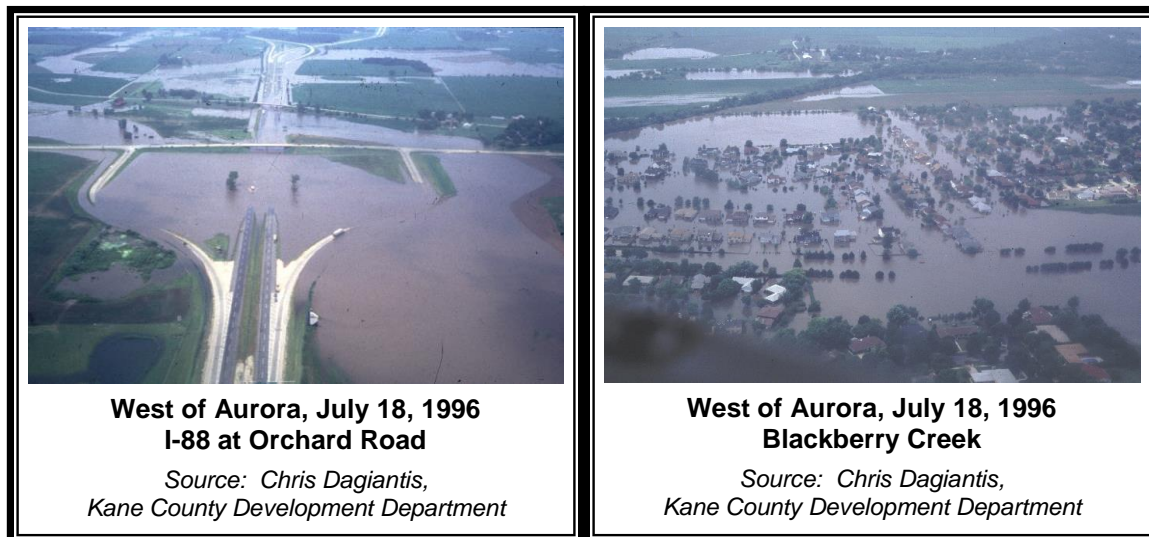 West of Aurora, July 18, 1996
I-88 at Orchard Road
Source: Chris Dagiantis,
Kane County Development Department
West of Aurora, July 18, 1996
Blackberry Creek
Source: Chris Dagiantis,
Kane County Development Department